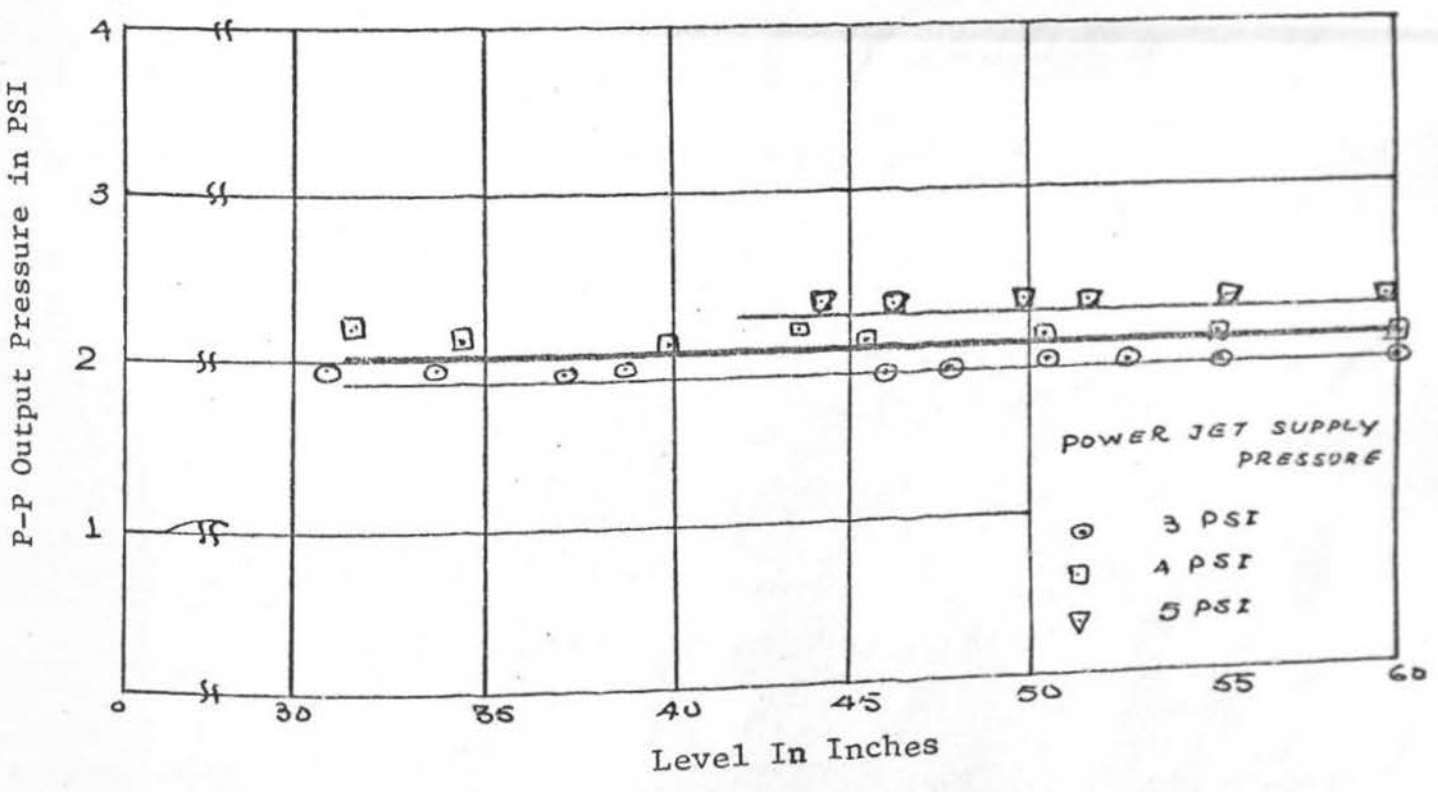 P-P Output Pressure in PSI
4
3
2
1
0 30 35 40 45 50 55 60
Level In Inches
POWER JET SUPPLY
PRESSURE
3 PSI
4 PSI
5 PSI